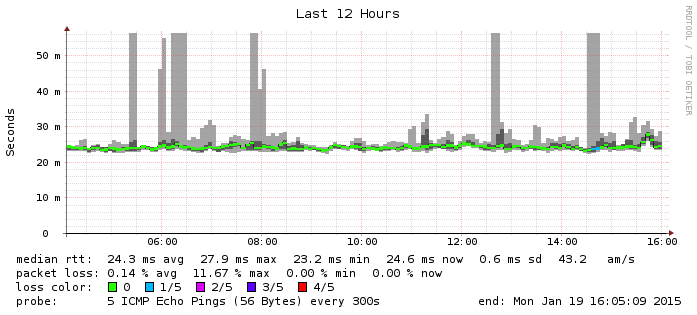 Last 12 Hours
RRDTOOL / TOBI OETIKER
Seconds
50 m
40 m
30 m
20 m
10 m
0
06:00 08:00 10:00 12:00 14:00 16:00
median rtt: 24.3 ms avg 27.9 ms max 23.2 ms min 24.6 ms now 0.6 ms sd 43.2 am/s
packet loss: 0.14 % avg 11.67 % max 0.00 % min 0.00 % now
loss color: 0 1/5 2/5 3/5 4/5
probe: 5 ICMP Echo Pings (56 Bytes) every 300s end: Mon Jan 19 16:05:09 2015